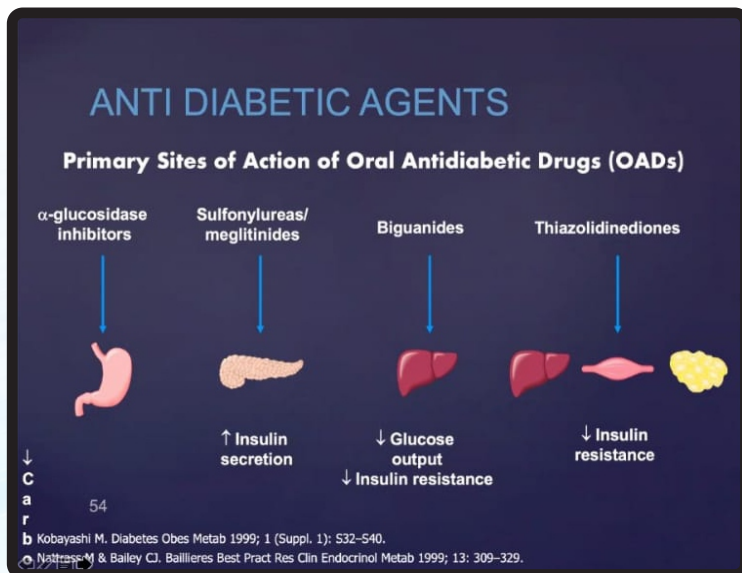 ANTI DIABETIC AGENTS
Primary Sites of Action of Oral Antidiabetic Drugs (OADs)
α-glucosidase
inhibitors
Sulfonylureas/
meglitinides
Biguanides
Thiazolidinediones
↑ Insulin
secretion
↓ Glucose
output
↓ Insulin resistance
↓ Insulin
resistance
↓
C
a
r
b
o
54
Kobayashi M. Diabetes Obes Metab 1999; 1 (Suppl. 1): S32–S40.
Nattrass M & Bailey CJ. Baillieres Best Pract Res Clin Endocrinol Metab 1999; 13: 309–329.